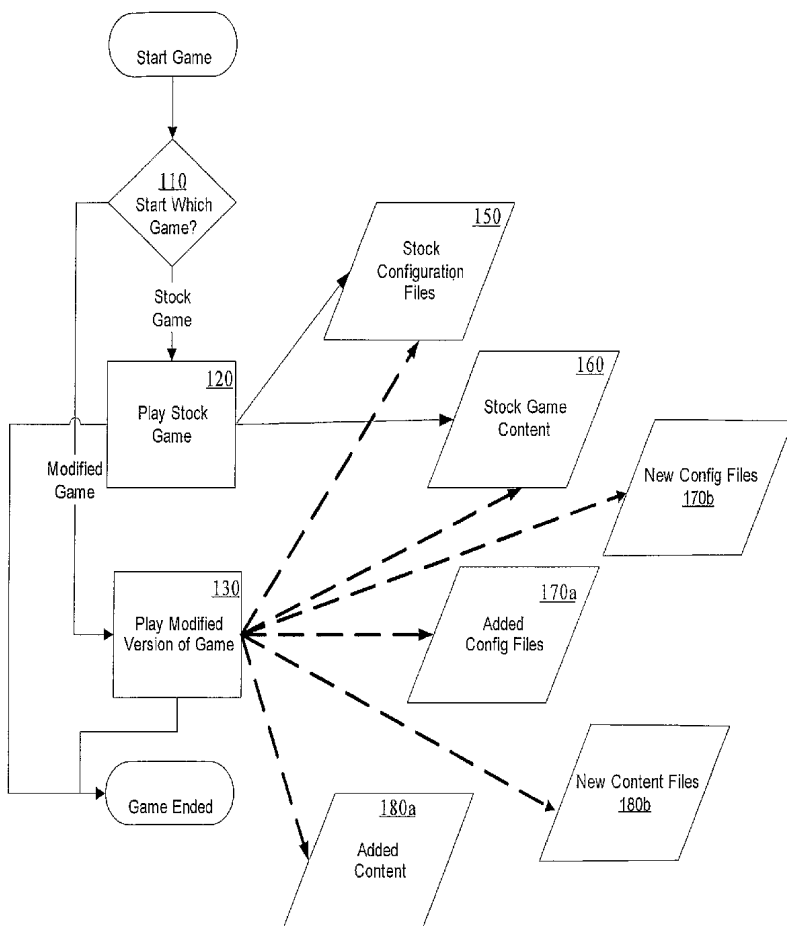 Start Game
110
Start Which
Game?
Stock
Game
150
Stock
Configuration
Files
120
Play Stock
Game
160
Stock Game
Content
Modified
Game
New Config Files
170b
130
Play Modified
Version of Game
170a
Added
Config Files
New Content Files
180b
Game Ended
180a
Added
Content